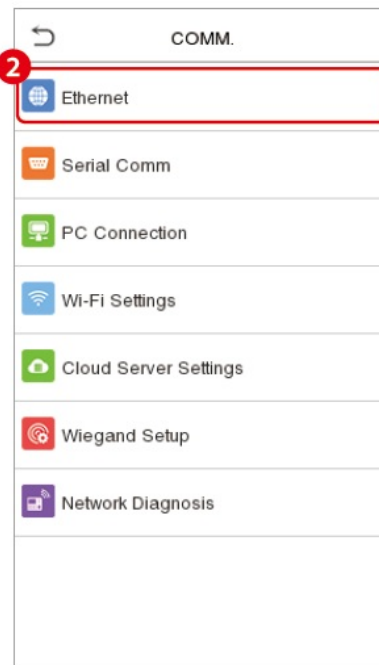 COMM.
2
Ethernet
Serial Comm
PC Connection
Wi-Fi Settings
Cloud Server Settings
Wiegand Setup
Network Diagnosis